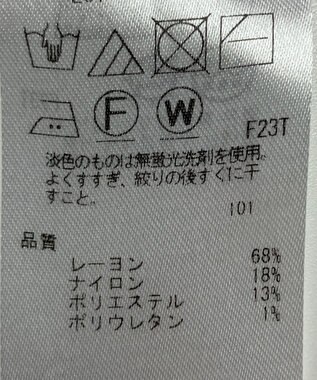 F W F23T
淡色のものは無蛍光洗剤を使用。
よくすすぎ、絞りの後すぐに干
すこと。
101
品質
レーヨン 68%
ナイロン 18%
ポリエステル 13%
ポリウレタン 1%